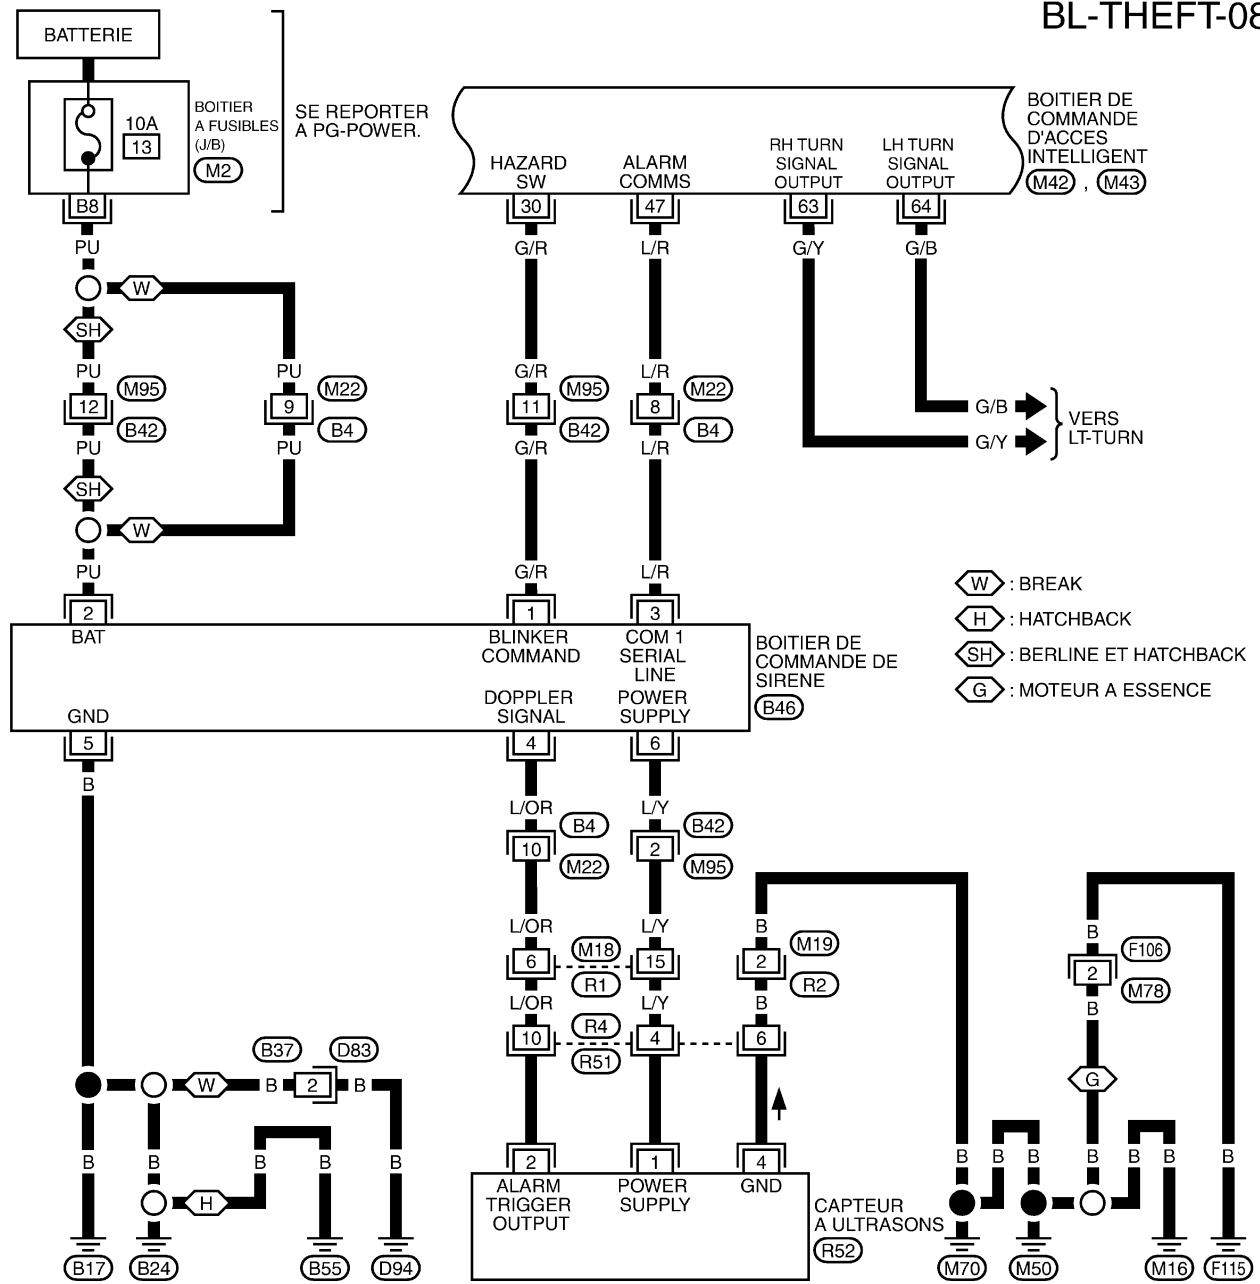 BL-THEFT-08
BATTERIE
10A
13
BOITIER
A FUSIBLES
(J/B)
M2
SE REPORTER
A PG-POWER.
B8
HAZARD
SW
ALARM
COMMS
RH TURN
SIGNAL
OUTPUT
LH TURN
SIGNAL
OUTPUT
BOITIER DE
COMMANDE
D'ACCES
INTELLIGENT
M42 , M43
30 47 63 64
PU G/R L/R G/Y G/B
W
SH
PU PU G/R L/R
12 M95 B42
9 M22 B4
11 M95 B42
8 M22 B4
PU PU G/R L/R
G/B
G/Y
VERS
LT-TURN
SH
W
PU G/R L/R
2 1 3
BAT
BLINKER
COMMAND
COM 1
SERIAL
LINE
DOPPLER
SIGNAL
POWER
SUPPLY
GND
BOITIER DE
COMMANDE DE
SIRENE
B46
W : BREAK
H : HATCHBACK
SH : BERLINE ET HATCHBACK
G : MOTEUR A ESSENCE
5 4 6
B
L/OR L/Y
10 B4 M22
2 B42 M95
L/OR L/Y B B
6 M18 R1 15
2 M19 R2
2 F106 M78
L/OR L/Y B B
10 R4 R51 4 6
G
B37 D83
W B 2 B
B B B B B
B B B B B B B
H
2 1 4
ALARM
TRIGGER
OUTPUT
POWER
SUPPLY
GND
CAPTEUR
A ULTRASONS
R52
B17 B24 B55 D94
M70 M50 M16 F115